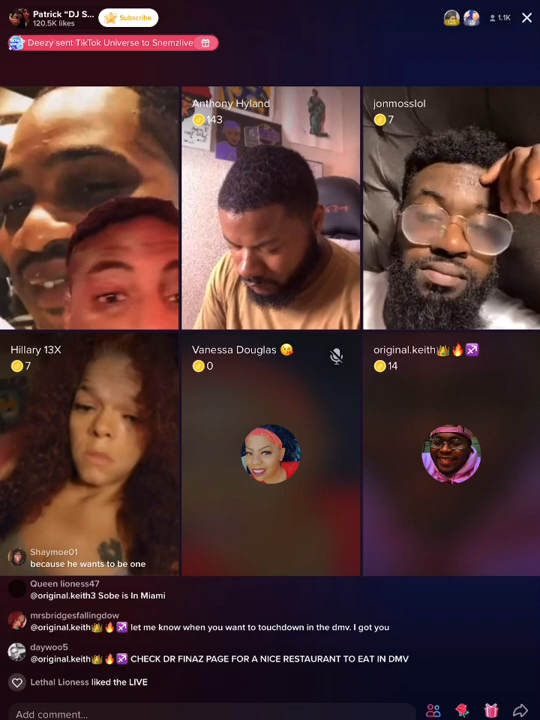 Patrick "DJ S...
120.5K likes
Subscribe
1.1K
Deezy sent TikTok Universe to Snemzlive
Anthony Hyland
143
jonmosslol
7
Hillary 13X
7
Vanessa Douglas 😘
0
original.keith👑🔥♐
14
Shaymoe01
because he wants to be one
Queen lioness47
@original.keith3 Sobe is In Miami
mrsbridgesfallingdow
@original.keith👑🔥♐ let me know when you want to touchdown in the dmv. I got you
daywoo5
@original.keith👑🔥♐ CHECK DR FINAZ PAGE FOR A NICE RESTAURANT TO EAT IN DMV
Lethal Lioness liked the LIVE
Add comment...